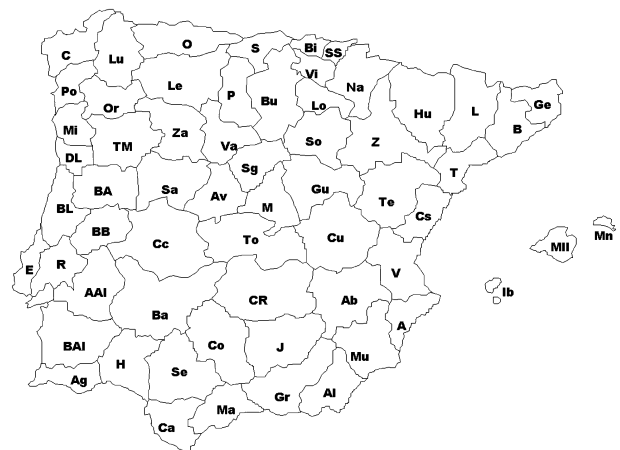 C
Lu
O
S
Bi
SS
Po
Or
Le
P
Bu
Vi
Lo
Na
Hu
L
Ge
B
Mi
TM
Za
Va
So
Z
DL
BA
Sa
Av
Sg
M
Gu
Te
T
Cs
BL
BB
Cc
To
Cu
Mll
Mn
E
R
AAl
Ba
CR
Ab
V
Ib
A
BAl
H
Se
Co
J
Mu
Ag
Ca
Ma
Gr
Al